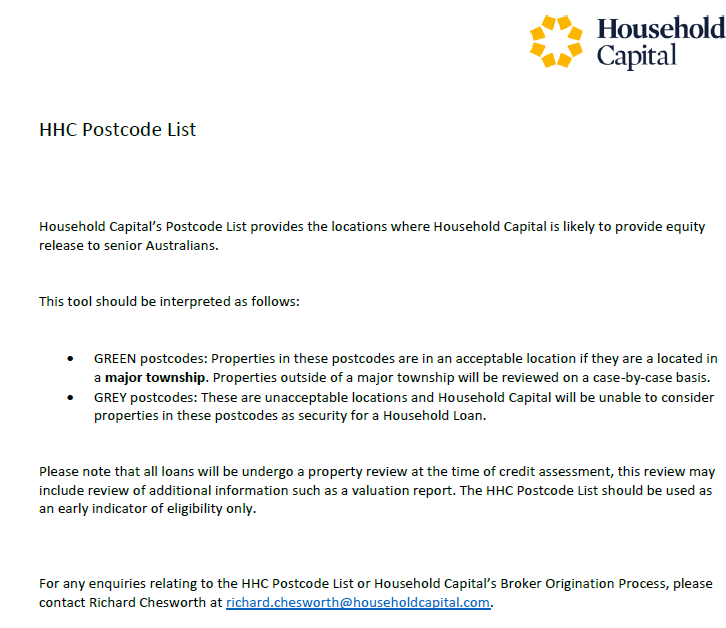 Household
Capital
HHC Postcode List
Household Capital's Postcode List provides the locations where Household Capital is likely to provide equity
release to senior Australians.
This tool should be interpreted as follows:
• GREEN postcodes: Properties in these postcodes are in an acceptable location if they are a located in
a major township. Properties outside of a major township will be reviewed on a case-by-case basis.
• GREY postcodes: These are unacceptable locations and Household Capital will be unable to consider
properties in these postcodes as security for a Household Loan.
Please note that all loans will be undergo a property review at the time of credit assessment, this review may
include review of additional information such as a valuation report. The HHC Postcode List should be used as
an early indicator of eligibility only.
For any enquiries relating to the HHC Postcode List or Household Capital's Broker Origination Process, please
contact Richard Chesworth at richard.chesworth@householdcapital.com.